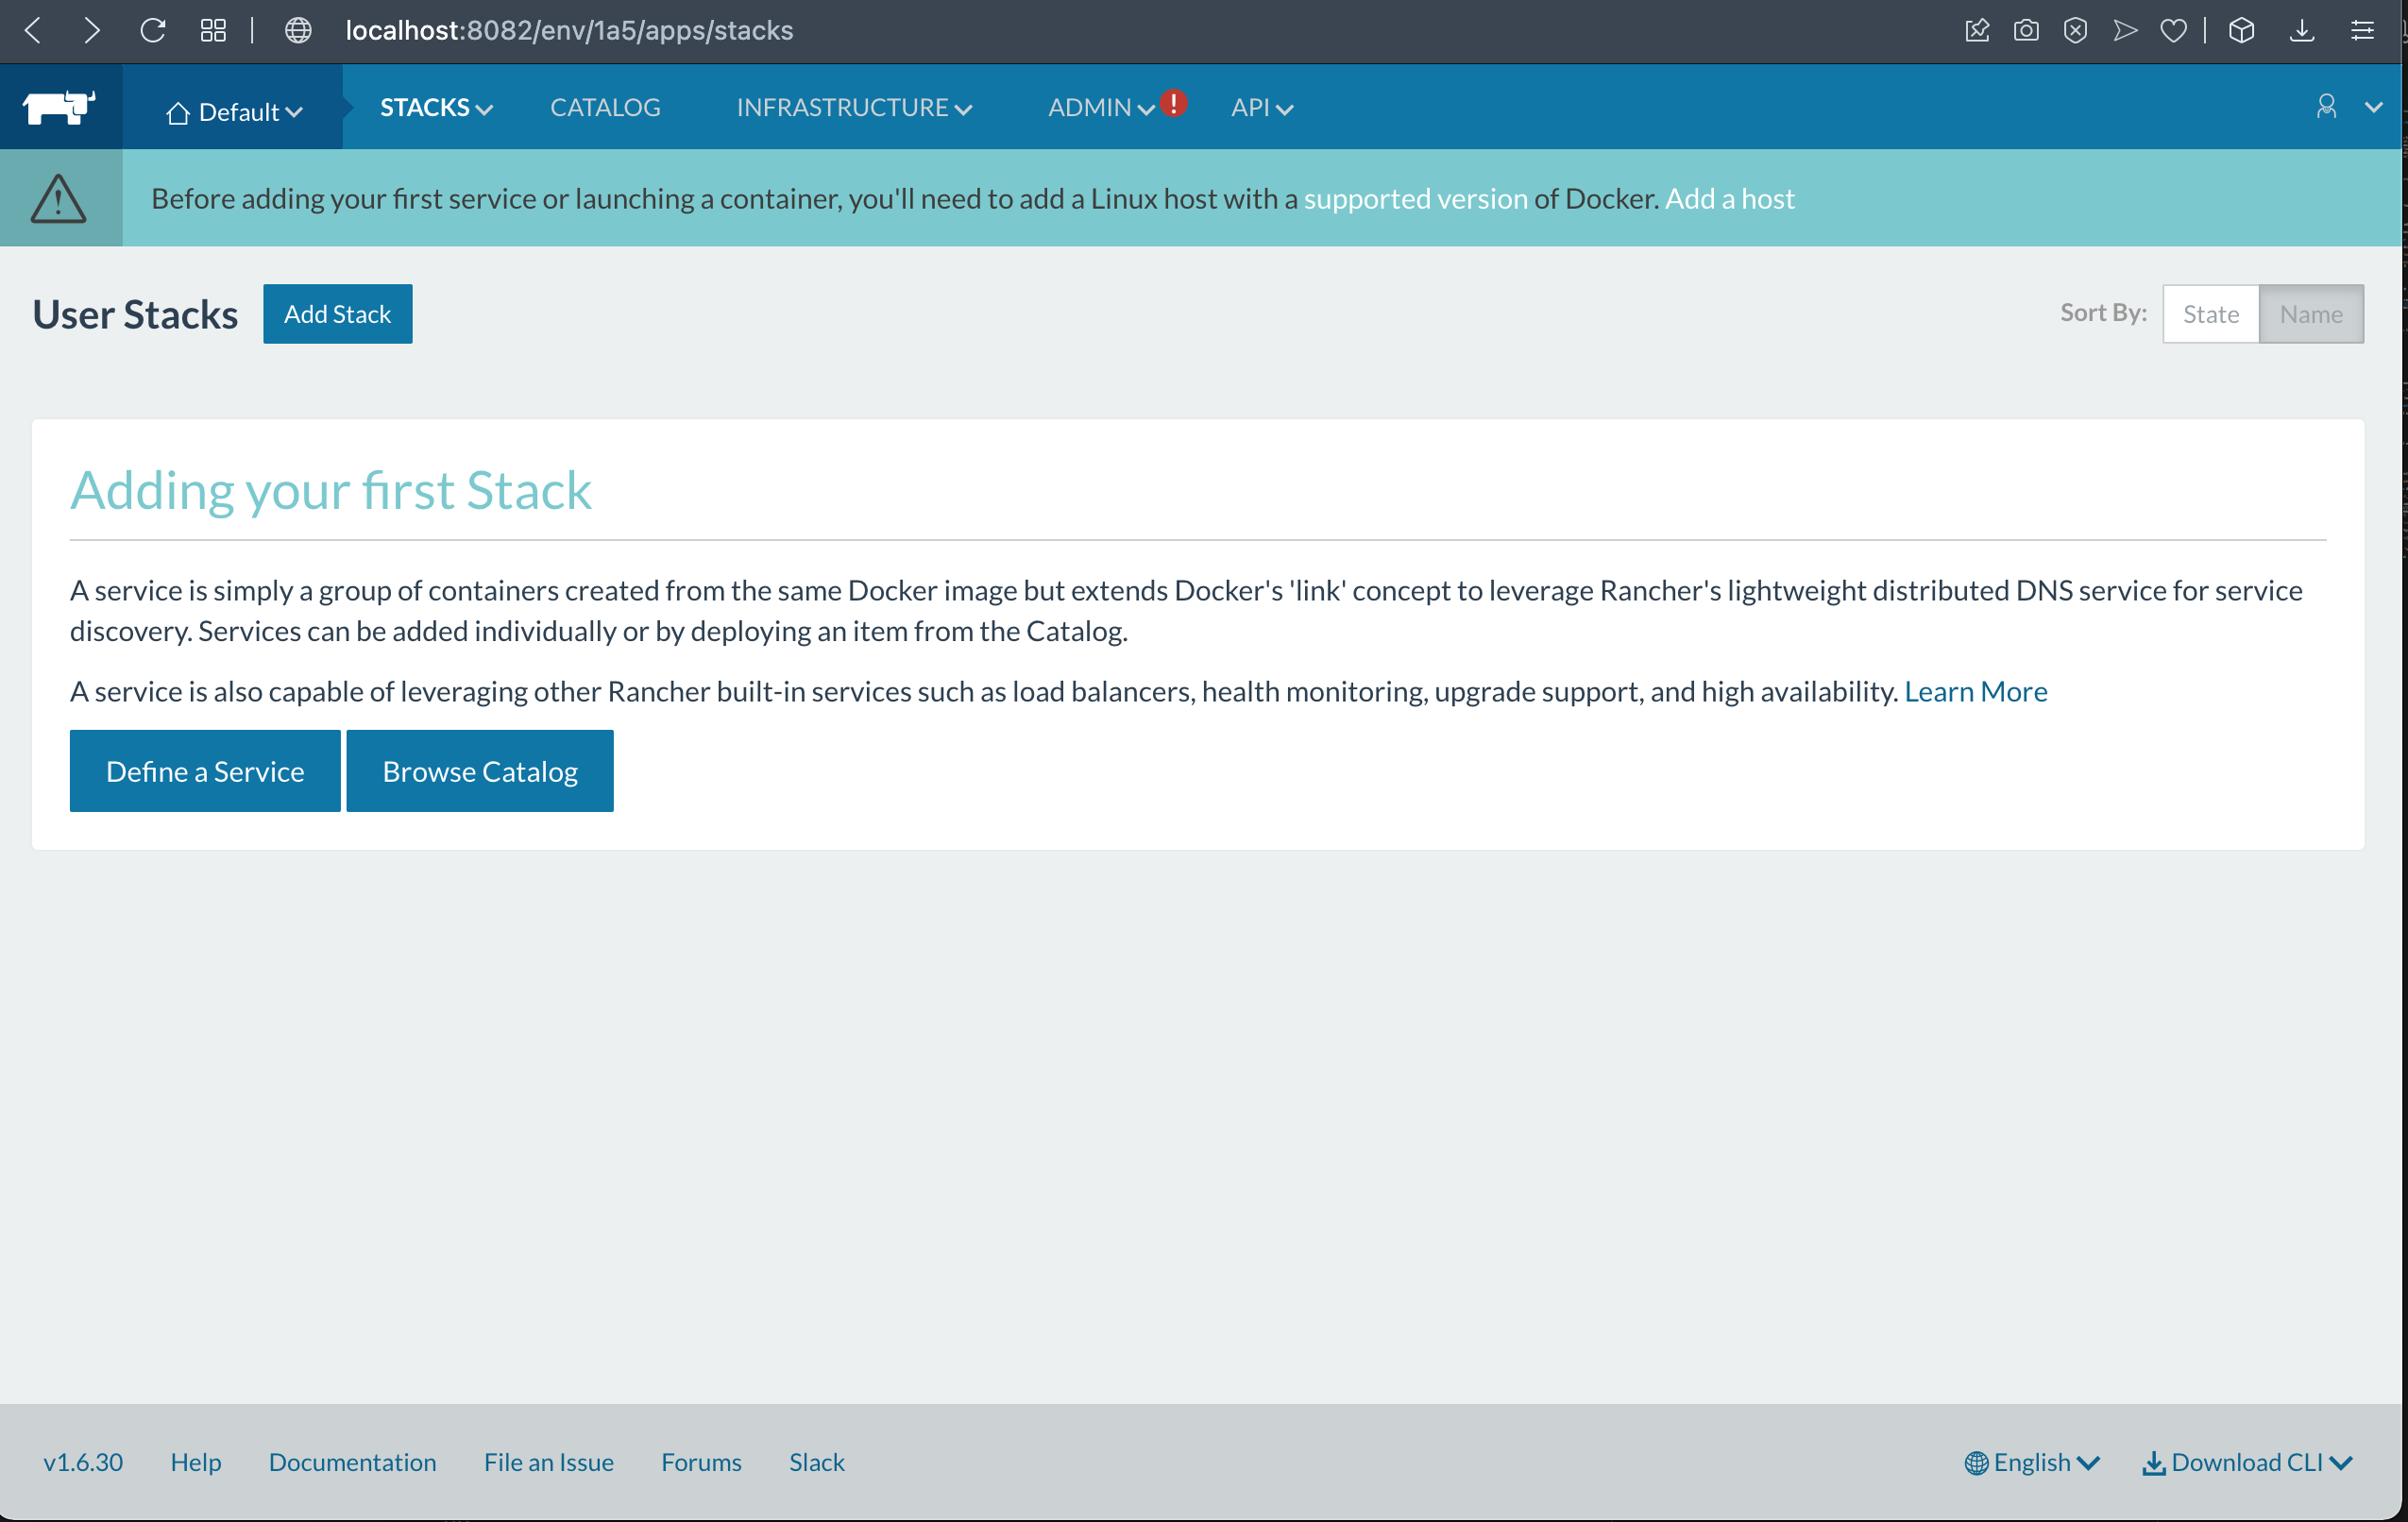 localhost:8082/env/1a5/apps/stacks
Default STACKS CATALOG INFRASTRUCTURE ADMIN ! API
Before adding your first service or launching a container, you'll need to add a Linux host with a supported version of Docker. Add a host
User Stacks Add Stack Sort By: State Name
Adding your first Stack
A service is simply a group of containers created from the same Docker image but extends Docker's 'link' concept to leverage Rancher's lightweight distributed DNS service for service
discovery. Services can be added individually or by deploying an item from the Catalog.
A service is also capable of leveraging other Rancher built-in services such as load balancers, health monitoring, upgrade support, and high availability. Learn More
Define a Service Browse Catalog
v1.6.30 Help Documentation File an Issue Forums Slack English Download CLI